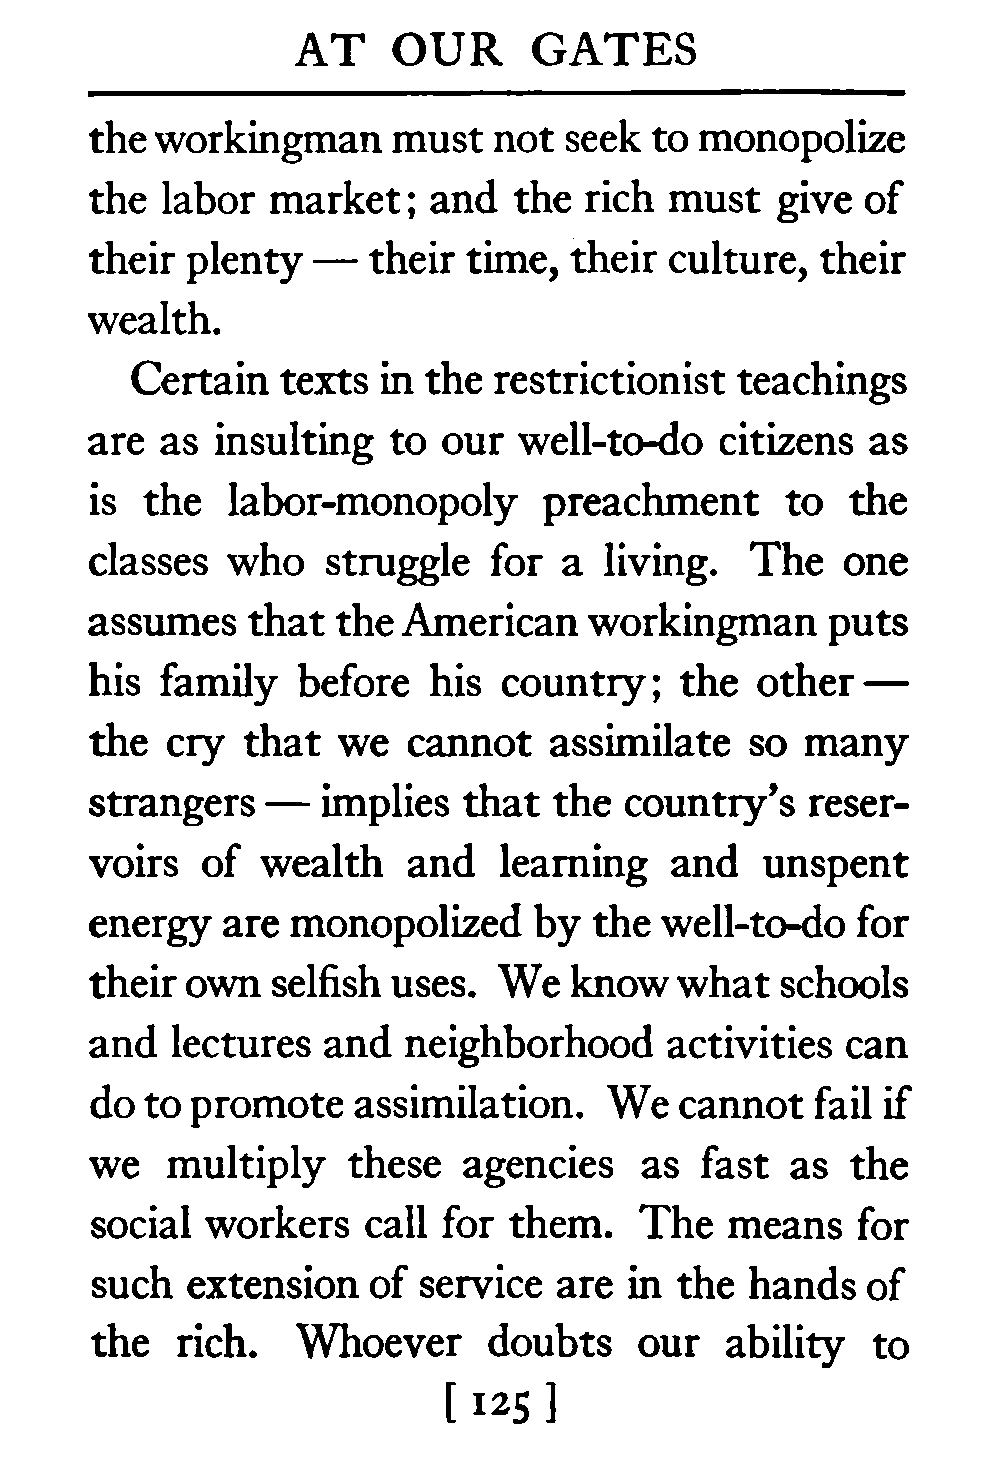 AT OUR GATES
the workingman must not seek to monopolize
the labor market; and the rich must give of
their plenty — their time, their culture, their
wealth.
Certain texts in the restrictionist teachings
are as insulting to our well-to-do citizens as
is the labor-monopoly preachment to the
classes who struggle for a living. The one
assumes that the American workingman puts
his family before his country; the other —
the cry that we cannot assimilate so many
strangers — implies that the country's reser-
voirs of wealth and learning and unspent
energy are monopolized by the well-to-do for
their own selfish uses. We know what schools
and lectures and neighborhood activities can
do to promote assimilation. We cannot fail if
we multiply these agencies as fast as the
social workers call for them. The means for
such extension of service are in the hands of
the rich. Whoever doubts our ability to
[ 125 ]